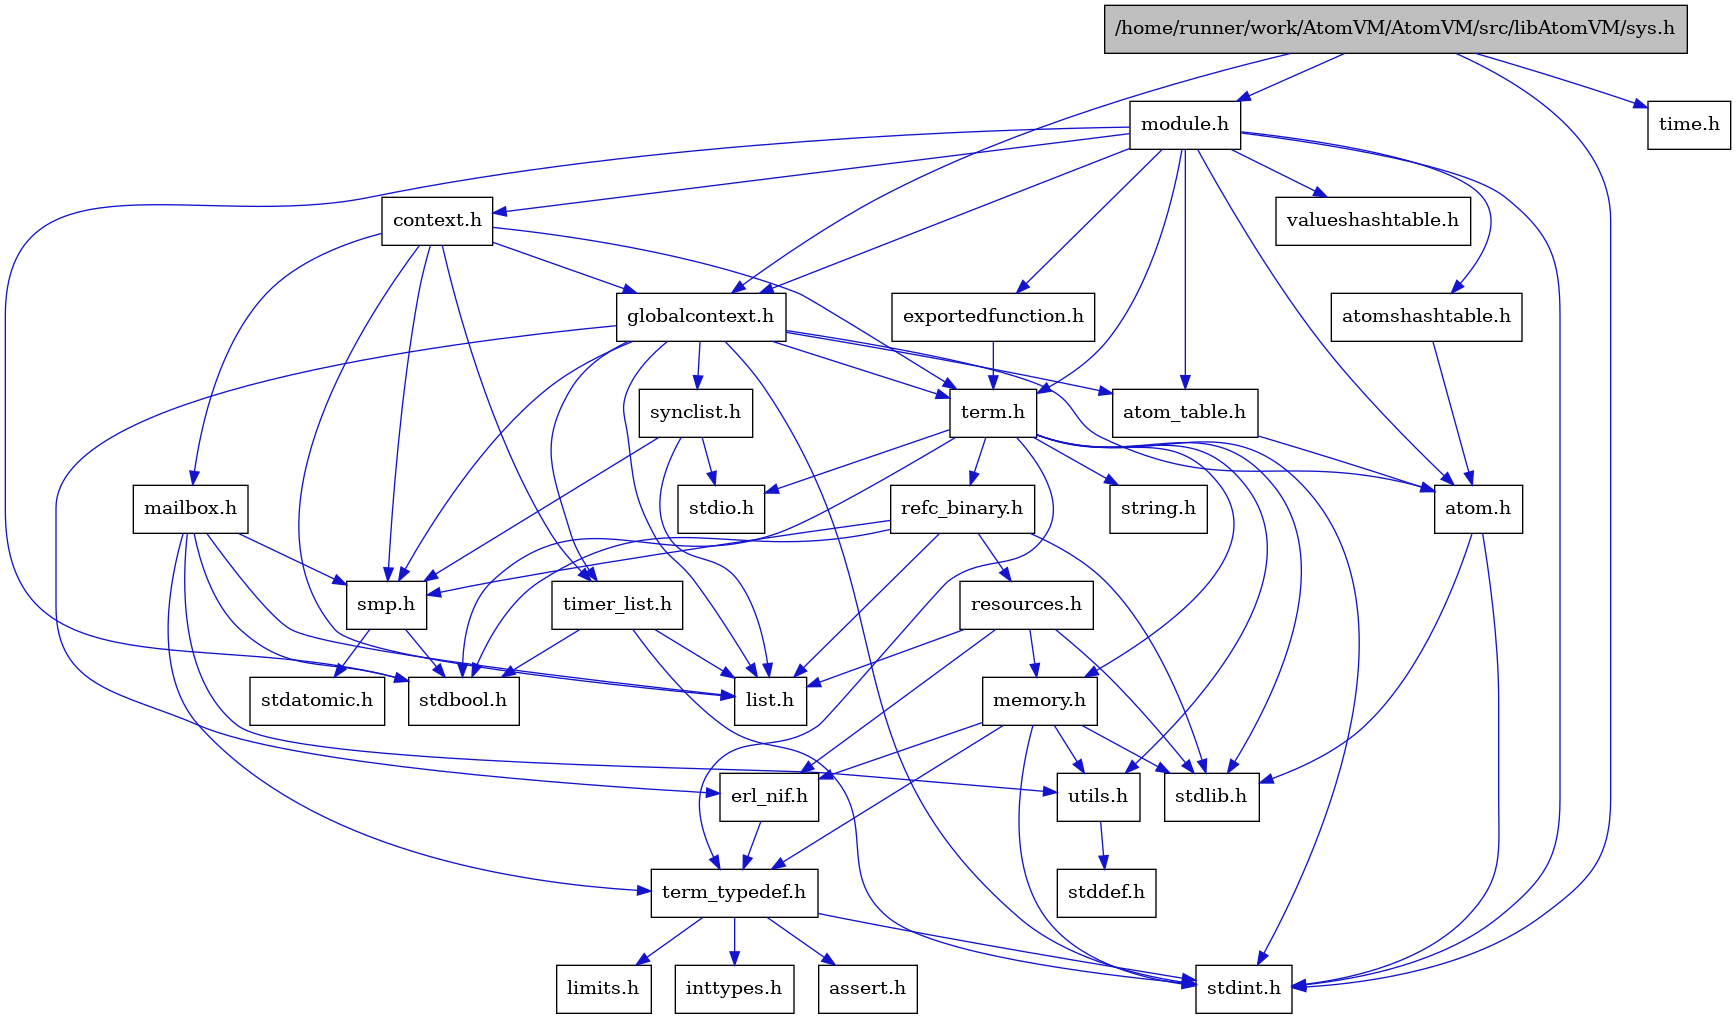 /home/runner/work/AtomVM/AtomVM/src/libAtomVM/sys.h
module.h
time.h
context.h
valueshashtable.h
globalcontext.h
exportedfunction.h
atomshashtable.h
synclist.h
term.h
atom_table.h
mailbox.h
stdio.h
refc_binary.h
string.h
atom.h
smp.h
timer_list.h
resources.h
stdatomic.h
stdbool.h
list.h
memory.h
erl_nif.h
utils.h
stdlib.h
term_typedef.h
stddef.h
limits.h
inttypes.h
assert.h
stdint.h